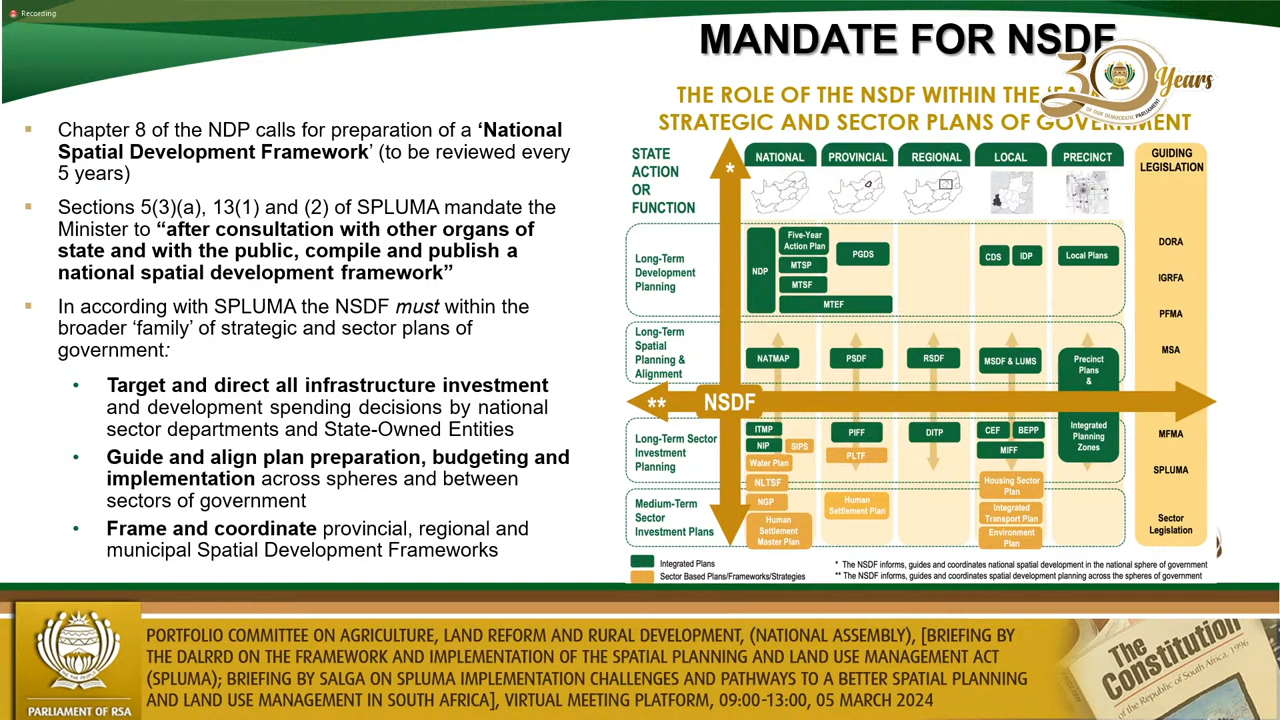 Recording
MANDATE FOR NSDF
30 Years
OF OUR DEMOCRATIC PARLIAMENT
THE ROLE OF THE NSDF WITHIN THE
STRATEGIC AND SECTOR PLANS OF GOVERNMENT
Chapter 8 of the NDP calls for preparation of a ‘National
Spatial Development Framework’ (to be reviewed every
5 years)
Sections 5(3)(a), 13(1) and (2) of SPLUMA mandate the
Minister to “after consultation with other organs of
state and with the public, compile and publish a
national spatial development framework”
In according with SPLUMA the NSDF must within the
broader ‘family’ of strategic and sector plans of
government:
Target and direct all infrastructure investment
and development spending decisions by national
sector departments and State-Owned Entities
Guide and align plan preparation, budgeting and
implementation across spheres and between
sectors of government
Frame and coordinate provincial, regional and
municipal Spatial Development Frameworks
STATE
ACTION
OR
FUNCTION
*
NATIONAL
PROVINCIAL
REGIONAL
LOCAL
PRECINCT
GUIDING
LEGISLATION
Long-Term
Development
Planning
NDP
Five-Year
Action Plan
MTSP
MTSF
MTEF
PGDS
CDS
IDP
Local Plans
DORA
IGRFA
PFMA
MSA
Long-Term
Spatial
Planning &
Alignment
NATMAP
PSDF
RSDF
MSDF & LUMS
Precinct
Plans
&
** NSDF
Integrated
Planning
Zones
Long-Term Sector
Investment
Planning
ITMP
NIP
SIPS
Water Plan
NLTSF
PIFF
PLTF
DITP
CEF
BEPP
MIFF
Housing Sector
Plan
MFMA
SPLUMA
Medium-Term
Sector
Investment Plans
NGP
Human
Settlement
Master Plan
Human
Settlement Plan
Integrated
Transport Plan
Environment
Plan
Sector
Legislation
Integrated Plans
Sector Based Plans/Frameworks/Strategies
* The NSDF informs, guides and coordinates national spatial development in the national sphere of government
** The NSDF informs, guides and coordinates spatial development planning across the spheres of government
PORTFOLIO COMMITTEE ON AGRICULTURE, LAND REFORM AND RURAL DEVELOPMENT, (NATIONAL ASSEMBLY), [BRIEFING BY
THE DALRRD ON THE FRAMEWORK AND IMPLEMENTATION OF THE SPATIAL PLANNING AND LAND USE MANAGEMENT ACT
(SPLUMA); BRIEFING BY SALGA ON SPLUMA IMPLEMENTATION CHALLENGES AND PATHWAYS TO A BETTER SPATIAL PLANNING
AND LAND USE MANAGEMENT IN SOUTH AFRICA], VIRTUAL MEETING PLATFORM, 09:00-13:00, 05 MARCH 2024
PARLIAMENT OF RSA
The
Constitution
of the Republic of South Africa, 1996